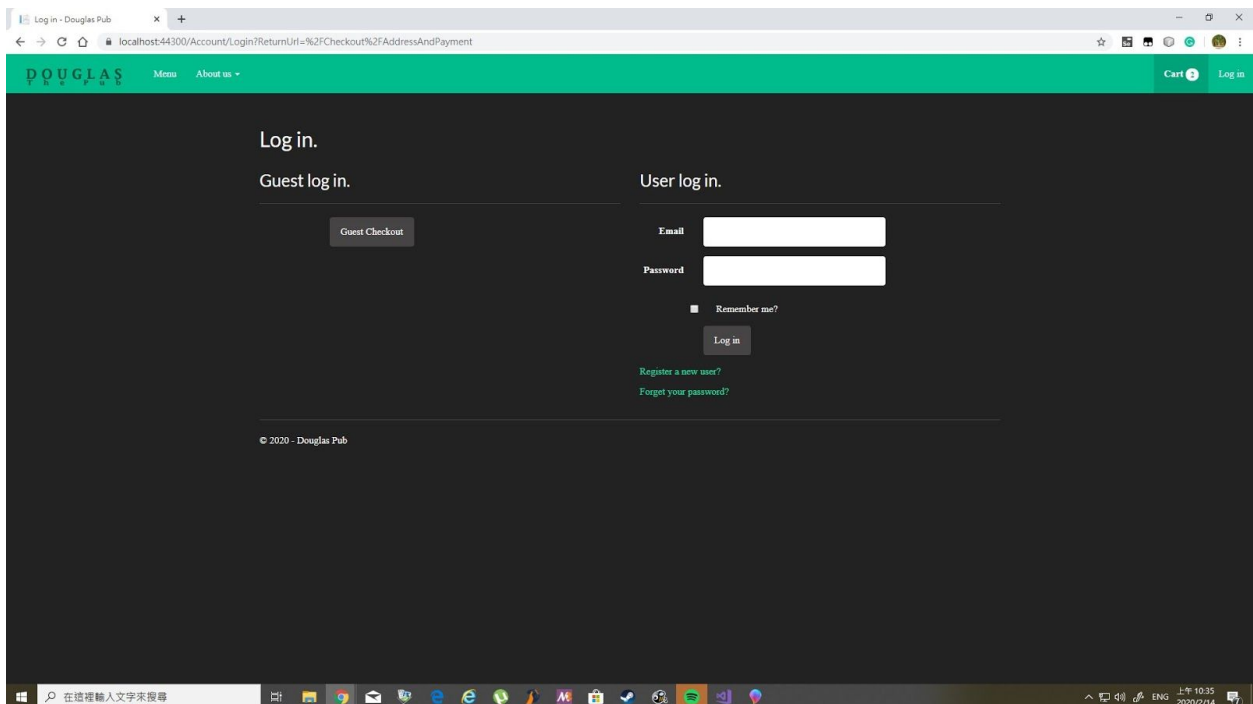 Log in - Douglas Pub
localhost:44300/Account/Login?ReturnUrl=%2FCheckout%2FAddressAndPayment
DOUGLAS
The Pub
Menu
About us
Cart 2
Log in
Log in.
Guest log in.
Guest Checkout
User log in.
Email
Password
Remember me?
Log in
Register a new user?
Forget your password?
© 2020 - Douglas Pub
在這裡輸入文字來搜尋
ENG
上午 10:35
2020/2/14